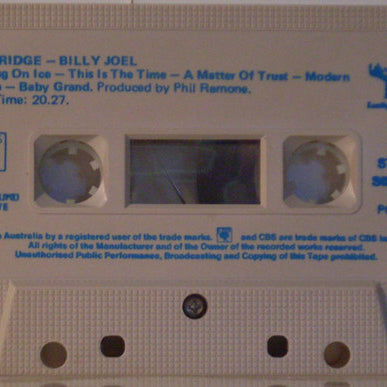 RIDGE – BILLY JOEL
g On Ice – This Is The Time – A Matter Of Trust – Modern
– Baby Grand. Produced by Phil Ramone.
Time: 20.27.
Australia by a registered user of the trade marks. and CBS are trade marks of CBS
All rights of the Manufacturer and of the Owner of the recorded works reserved.
Unauthorised Public Performance, Broadcasting and Copying of this Tape prohibited.